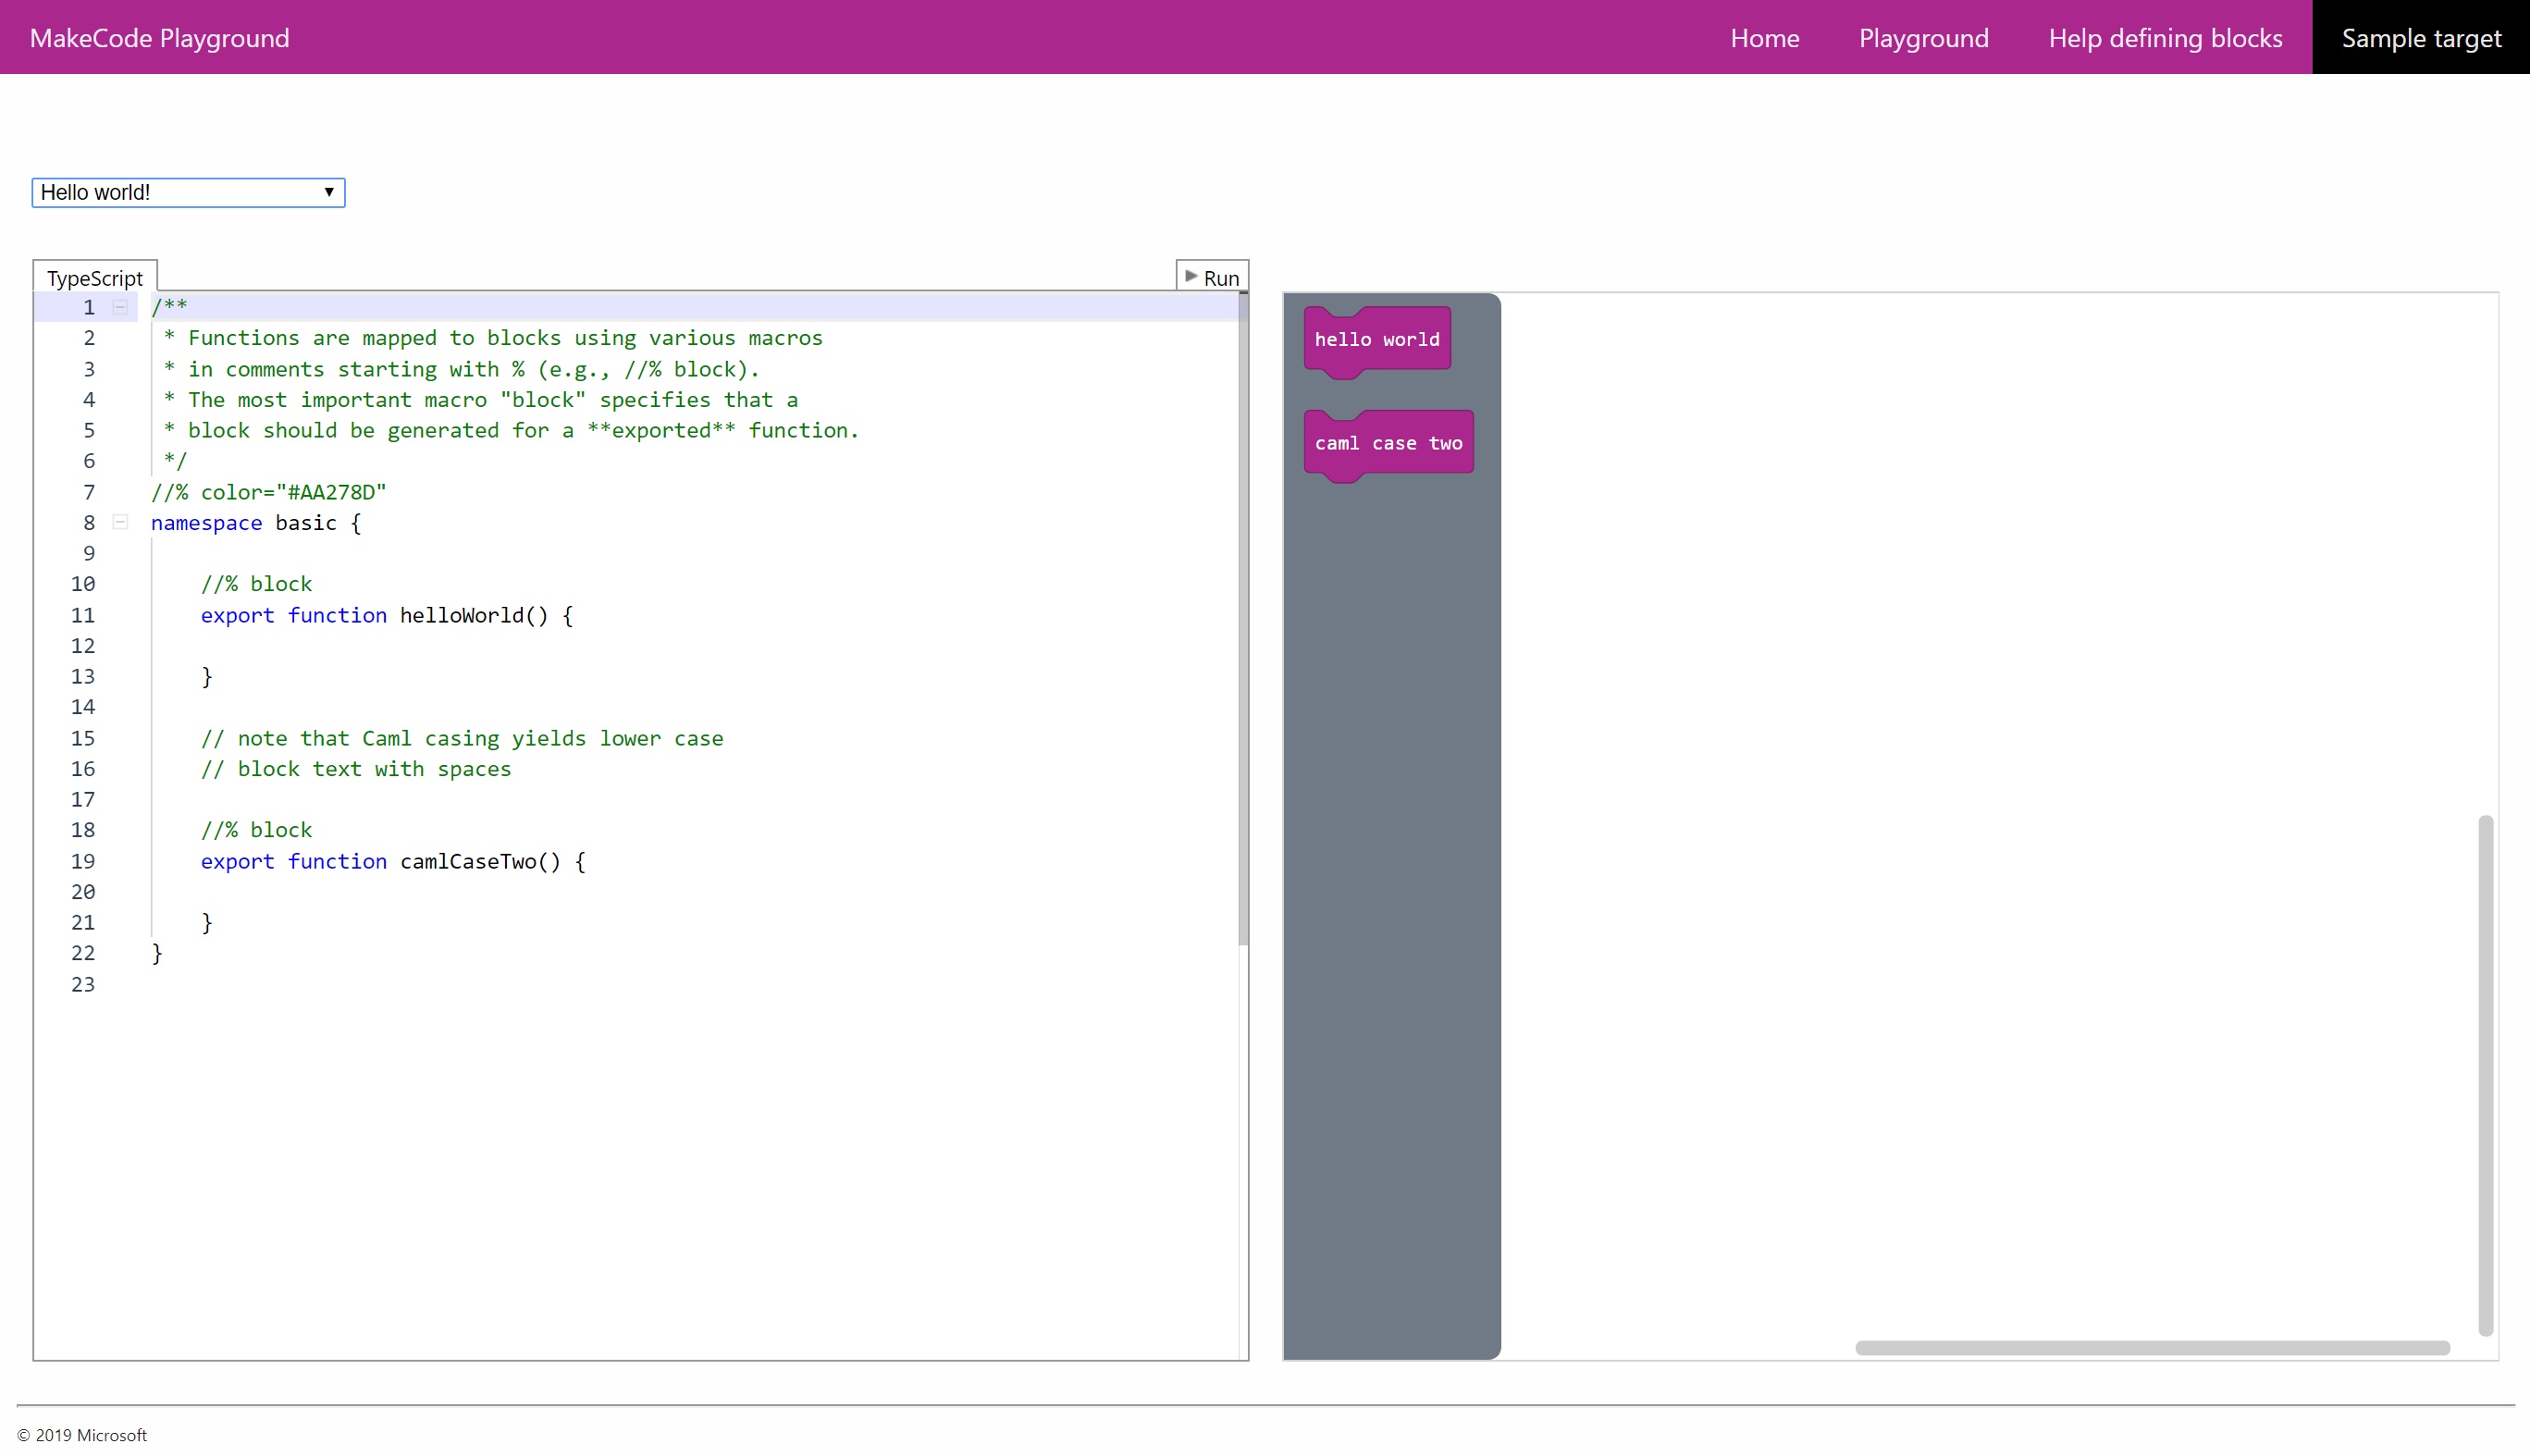 MakeCode Playground
Home
Playground
Help defining blocks
Sample target
Hello world!
TypeScript
Run
1 /**
2  * Functions are mapped to blocks using various macros
3  * in comments starting with % (e.g., //% block).
4  * The most important macro "block" specifies that a
5  * block should be generated for a **exported** function.
6  */
7 //% color="#AA278D"
8 namespace basic {
9
10     //% block
11     export function helloWorld() {
12
13     }
14
15     // note that Caml casing yields lower case
16     // block text with spaces
17
18     //% block
19     export function camlCaseTwo() {
20
21     }
22 }
23
hello world
caml case two
© 2019 Microsoft